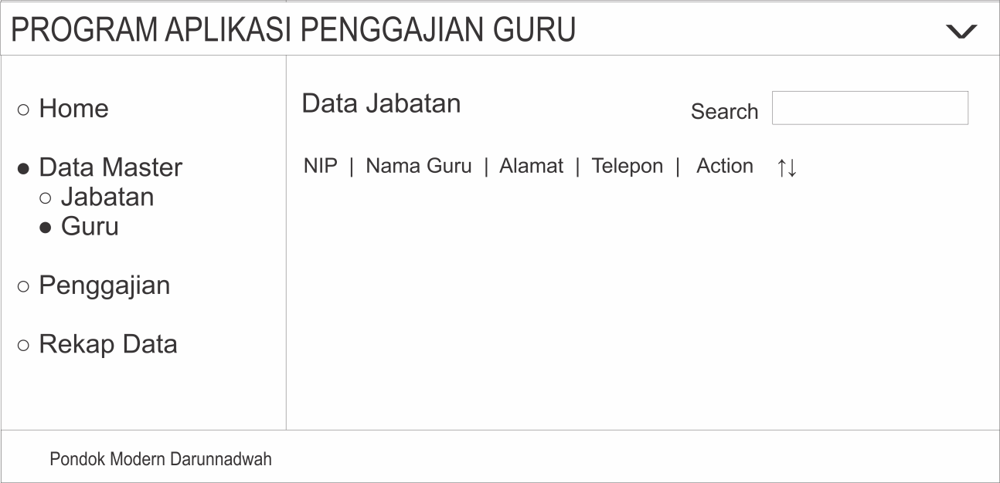 PROGRAM APLIKASI PENGGAJIAN GURU
○ Home
● Data Master
○ Jabatan
● Guru
○ Penggajian
○ Rekap Data
Data Jabatan
Search
NIP | Nama Guru | Alamat | Telepon | Action ↑↓
Pondok Modern Darunnadwah